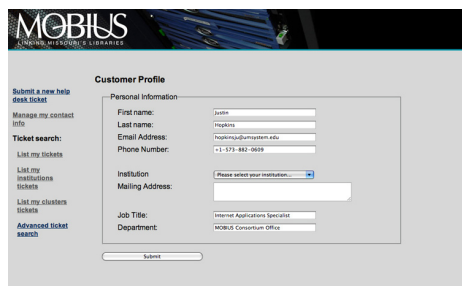 MOBIUS
LINKING MISSOURI'S LIBRARIES
Customer Profile
Submit a new help
desk ticket
Manage my contact
info
Ticket search:
List my tickets
List my
institutions
tickets
List my clusters
tickets
Advanced ticket
search
Personal Information
First name: Justin
Last name: Hopkins
Email Address: hopkinsju@umsystem.edu
Phone Number: +1-573-882-0609
Institution Please select your institution...
Mailing Address:
Job Title: Internet Applications Specialist
Department: MOBIUS Consortium Office
Submit